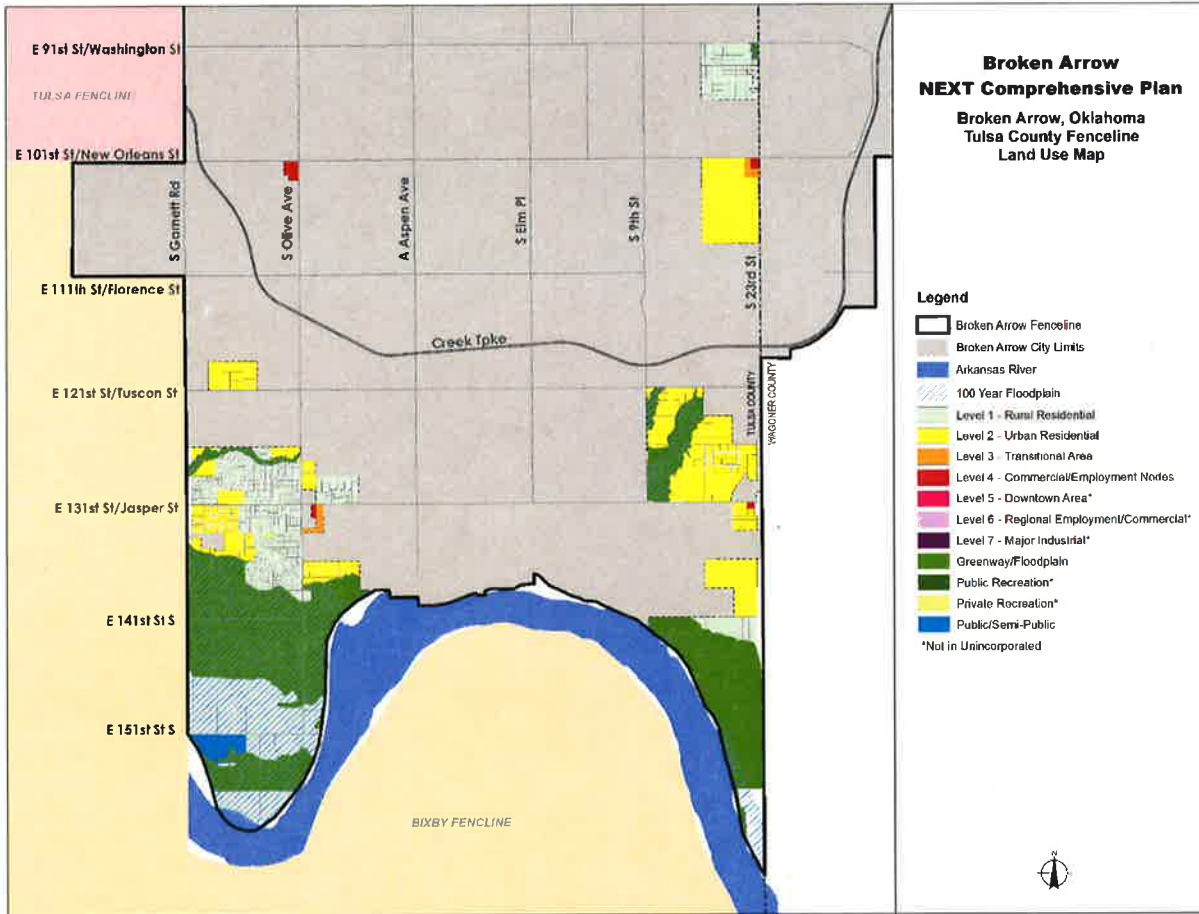 E 91st St/Washington St
TULSA FENCLINE
E 101st St/New Orleans St
S Garnett Rd
S Olive Ave
A Aspen Ave
S Elm Pl
S 9th St
S 23rd St
E 111th St/Florence St
Creek Tpke
E 121st St/Tuscon St
TULSA COUNTY
WAGONER COUNTY
E 131st St/Jasper St
E 141st St S
E 151st St S
BIXBY FENCLINE
Broken Arrow
NEXT Comprehensive Plan
Broken Arrow, Oklahoma
Tulsa County Fenceline
Land Use Map
Legend
Broken Arrow Fenceline
Broken Arrow City Limits
Arkansas River
100 Year Floodplain
Level 1 - Rural Residential
Level 2 - Urban Residential
Level 3 - Transitional Area
Level 4 - Commercial/Employment Nodes
Level 5 - Downtown Area*
Level 6 - Regional Employment/Commercial*
Level 7 - Major Industrial*
Greenway/Floodplain
Public Recreation*
Private Recreation*
Public/Semi-Public
*Not in Unincorporated
N